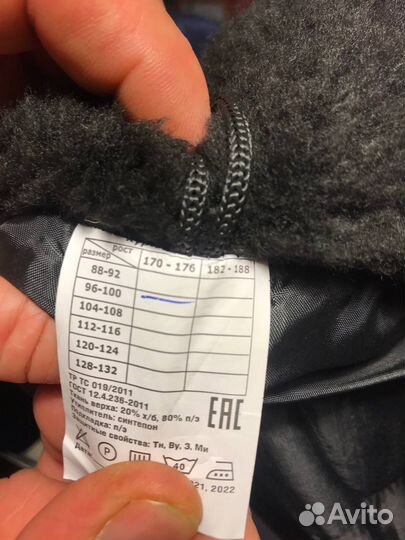 рост
размер
170 - 176 182 - 188
88-92
96-100
104-108
112-116
120-124
128-132
ТР ТС 019/2011
ГОСТ 12.4.236-2011
Ткань верха: 20% х/б, 80% п/э
Утеплитель: синтепон
Подкладка: п/э
Защитные свойства: Тн, Ву, З, Ми
P
40
Дата
2021, 2022
EAC
Avito